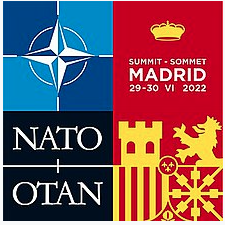 SUMMIT - SOMMET
MADRID
29-30 VI 2022
NATO
OTAN